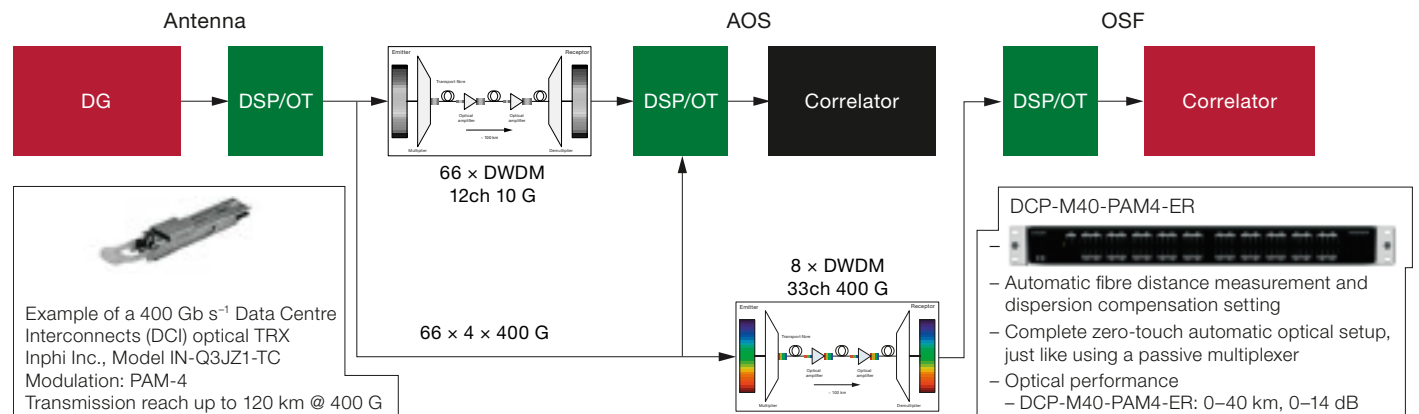 Antenna
AOS
OSF
DG
DSP/OT
Emitter
Receptor
Transport fibre
Optical amplifier
Optical amplifier
~ 100 km
Multiplier
Demultiplier
66 × DWDM
12ch 10 G
DSP/OT
Correlator
DSP/OT
Correlator
Example of a 400 Gb s⁻¹ Data Centre
Interconnects (DCI) optical TRX
Inphi Inc., Model IN-Q3JZ1-TC
Modulation: PAM-4
Transmission reach up to 120 km @ 400 G
66 × 4 × 400 G
8 × DWDM
33ch 400 G
Emitter
Receptor
Transport fibre
Optical
amplifier
Optical
amplifier
~ 100 km
Multiplier
Demultiplier
DCP-M40-PAM4-ER
–
– Automatic fibre distance measurement and
dispersion compensation setting
– Complete zero-touch automatic optical setup,
just like using a passive multiplexer
– Optical performance
– DCP-M40-PAM4-ER: 0–40 km, 0–14 dB